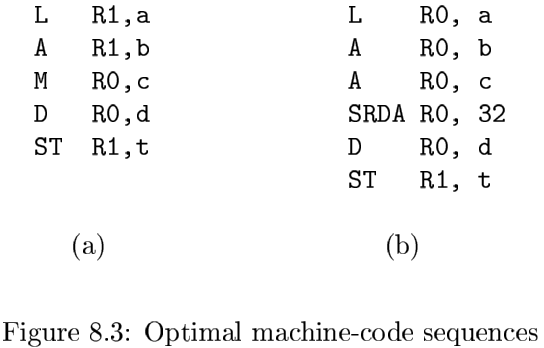 L R1,a
A R1,b
M R0,c
D R0,d
ST R1,t
(a)
L R0, a
A R0, b
A R0, c
SRDA R0, 32
D R0, d
ST R1, t
(b)
Figure 8.3: Optimal machine-code sequences